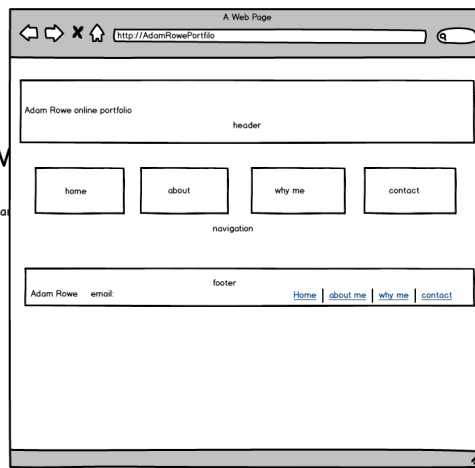 A Web Page
http://AdamRowePortfilo
Adam Rowe online portfolio
header
home about why me contact
navigation
footer
Adam Rowe email: Home about me why me contact